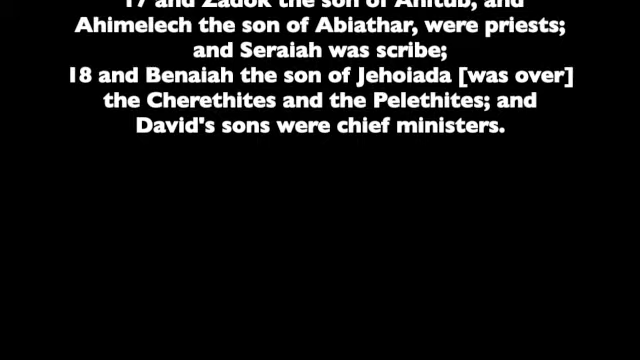 17 and Zadok the son of Ahitub, and
Ahimelech the son of Abiathar, were priests;
and Seraiah was scribe;
18 and Benaiah the son of Jehoiada [was over]
the Cherethites and the Pelethites; and
David's sons were chief ministers.